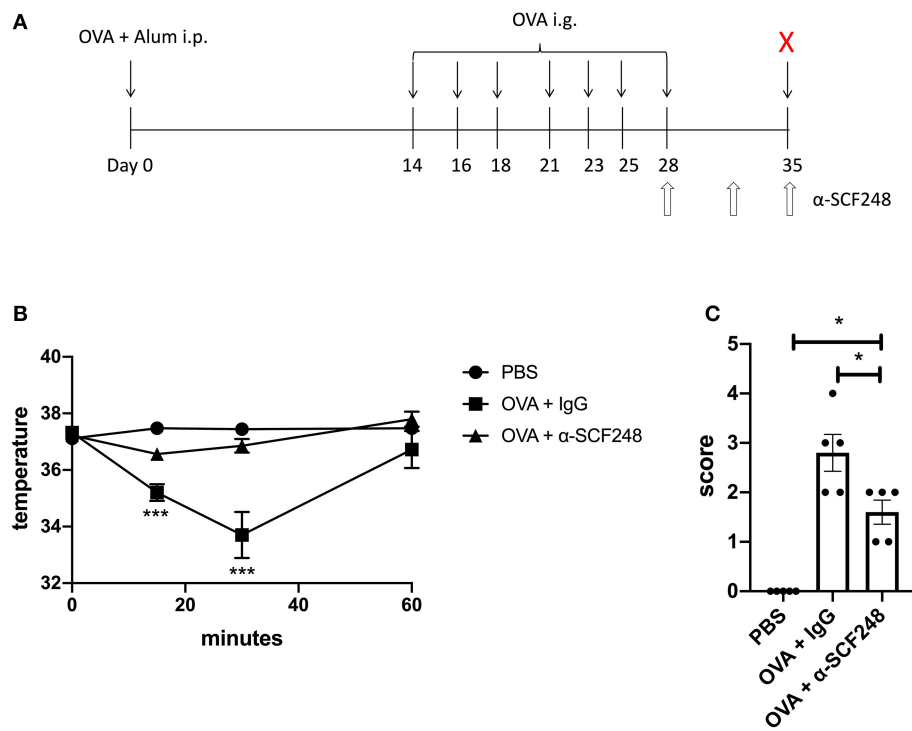 A
OVA + Alum i.p.
OVA i.g.
X
Day 0
14
16
18
21
23
25
28
35
α-SCF248
B
temperature
40
38
36
34
32
***
***
0
20
40
60
minutes
PBS
OVA + IgG
OVA + α-SCF248
C
score
5
4
3
2
1
0
*
*
PBS
OVA + IgG
OVA + α-SCF248